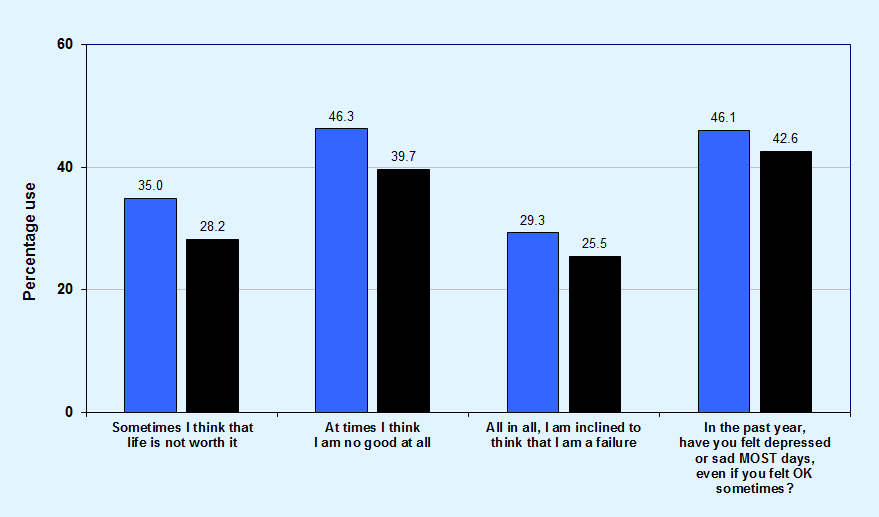 60
46.3
46.1
42.6
39.7
40
35.0
29.3
28.2
25.5
20
0
Percentage use
Sometimes I think that
life is not worth it
At times I think
I am no good at all
All in all, I am inclined to
think that I am a failure
In the past year,
have you felt depressed
or sad MOST days,
even if you felt OK
sometimes?